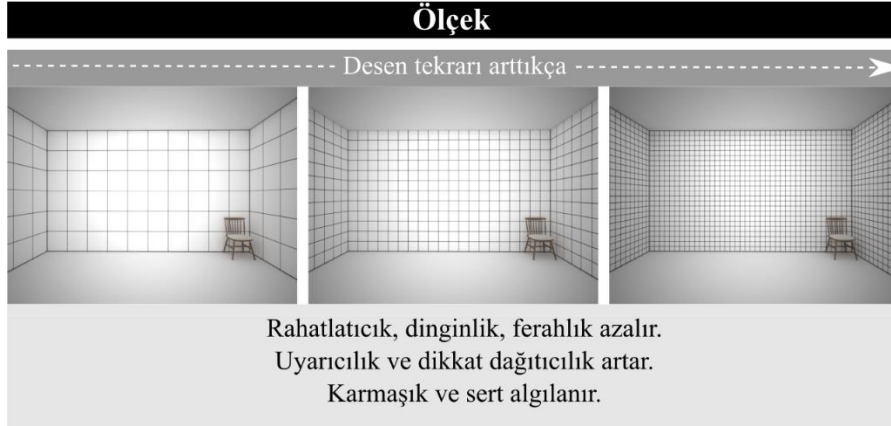 Ölçek
Desen tekrarı arttıkça
Rahatlatıcık, dinginlik, ferahlık azalır.
Uyarıcılık ve dikkat dağıtıcılık artar.
Karmaşık ve sert algılanır.